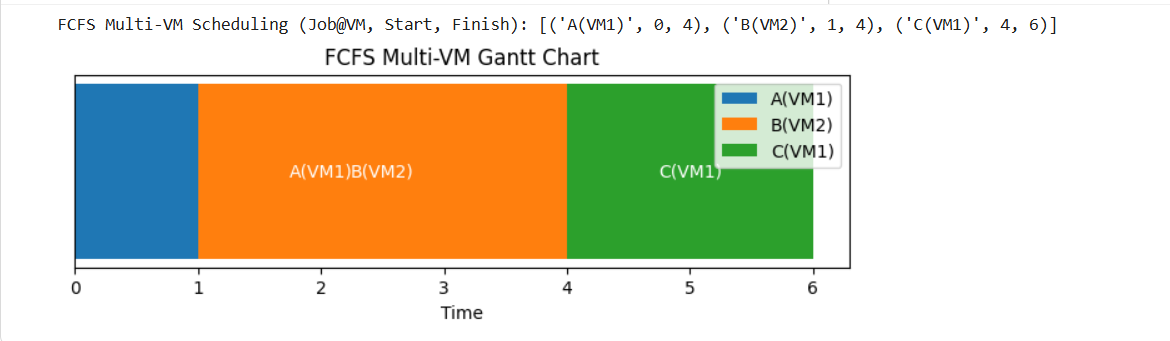 FCFS Multi-VM Scheduling (Job@VM, Start, Finish): [('A(VM1)', 0, 4), ('B(VM2)', 1, 4), ('C(VM1)', 4, 6)]
FCFS Multi-VM Gantt Chart
A(VM1)
B(VM2)
C(VM1)
A(VM1)B(VM2)
C(VM1)
0 1 2 3 4 5 6
Time